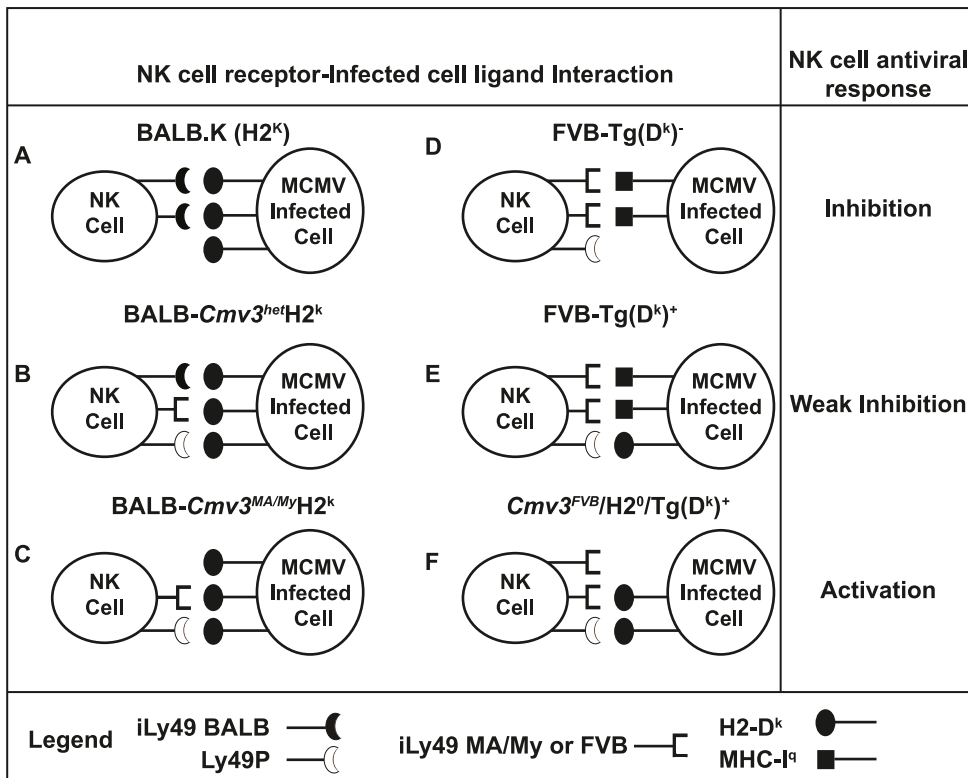 NK cell receptor-Infected cell ligand Interaction
NK cell antiviral
response
A
BALB.K (H2ᴷ)
NK
Cell
MCMV
Infected
Cell
D
FVB-Tg(Dᵏ)⁻
NK
Cell
MCMV
Infected
Cell
Inhibition
B
BALB-Cmv3ʰᵉᵗH2ᵏ
NK
Cell
MCMV
Infected
Cell
E
FVB-Tg(Dᵏ)⁺
NK
Cell
MCMV
Infected
Cell
Weak Inhibition
C
BALB-Cmv3ᴹᴬ/ᴹʸH2ᵏ
NK
Cell
MCMV
Infected
Cell
F
Cmv3ᶠⱽᴮ/H2⁰/Tg(Dᵏ)⁺
NK
Cell
MCMV
Infected
Cell
Activation
Legend
iLy49 BALB
Ly49P
iLy49 MA/My or FVB
H2-Dᵏ
MHC-Iq